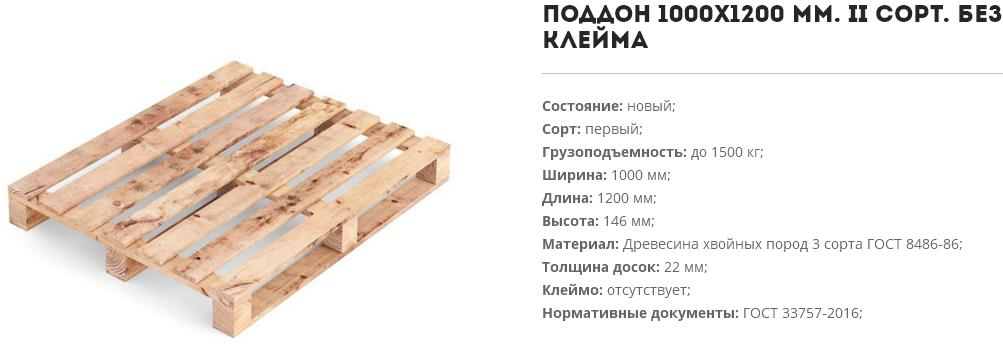 ПОДДОН 1000Х1200 ММ. II СОРТ. БЕЗ
КЛЕЙМА
Состояние: новый;
Сорт: первый;
Грузоподъемность: до 1500 кг;
Ширина: 1000 мм;
Длина: 1200 мм;
Высота: 146 мм;
Материал: Древесина хвойных пород 3 сорта ГОСТ 8486-86;
Толщина досок: 22 мм;
Клеймо: отсутствует;
Нормативные документы: ГОСТ 33757-2016;